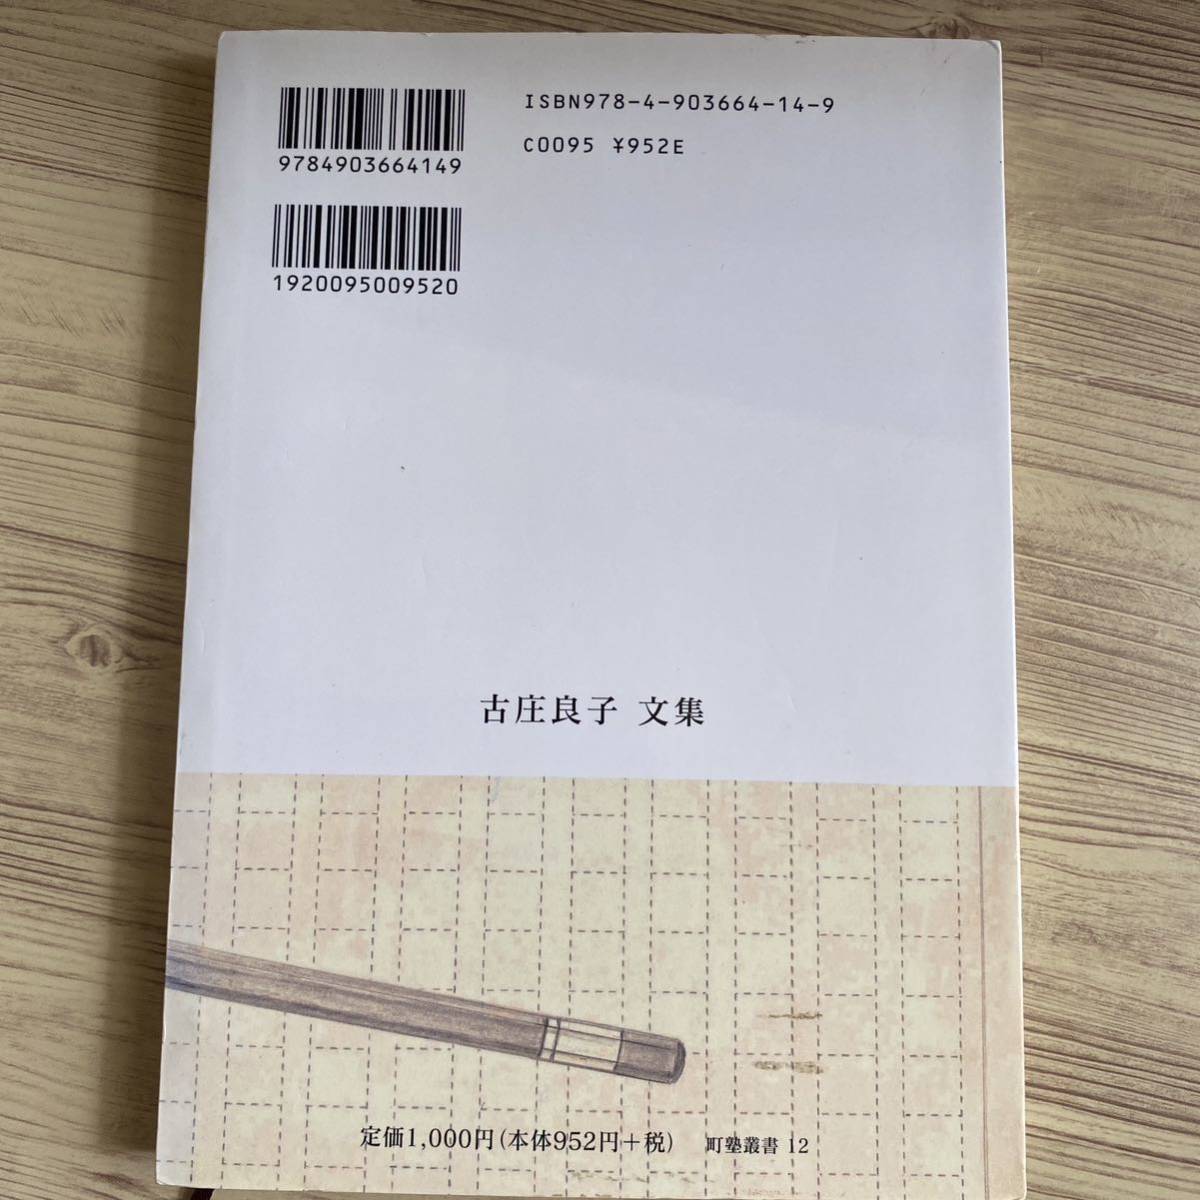 ISBN978-4-903664-14-9
C0095 ¥952E
9784903664149
1920095009520
古庄良子 文集
定価1,000円(本体952円+税) 町塾叢書 12